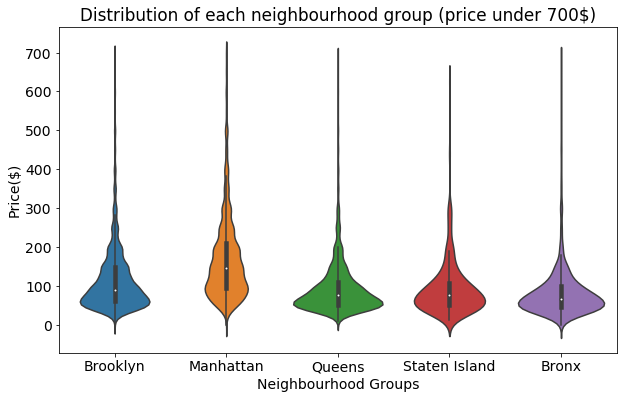 Distribution of each neighbourhood group (price under 700$)
Price($)
700
600
500
400
300
200
100
0
Brooklyn Manhattan Queens Staten Island Bronx
Neighbourhood Groups